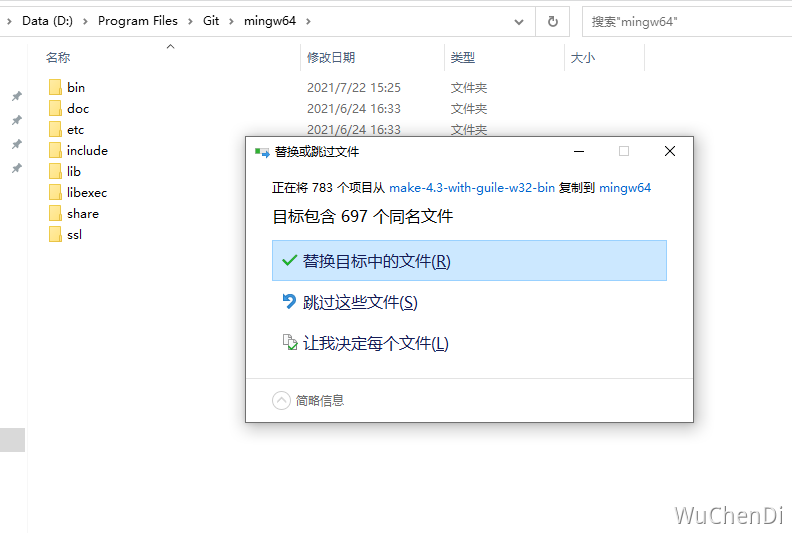 Data (D:) › Program Files › Git › mingw64 ›
搜索"mingw64"
名称 修改日期 类型 大小
bin 2021/7/22 15:25 文件夹
doc 2021/6/24 16:33 文件夹
etc 2021/6/24 16:33 文件夹
include
lib
libexec
share
ssl
替换或跳过文件
正在将 783 个项目从 make-4.3-with-guile-w32-bin 复制到 mingw64
目标包含 697 个同名文件
替换目标中的文件(R)
跳过这些文件(S)
让我决定每个文件(L)
简略信息
WuChenDi